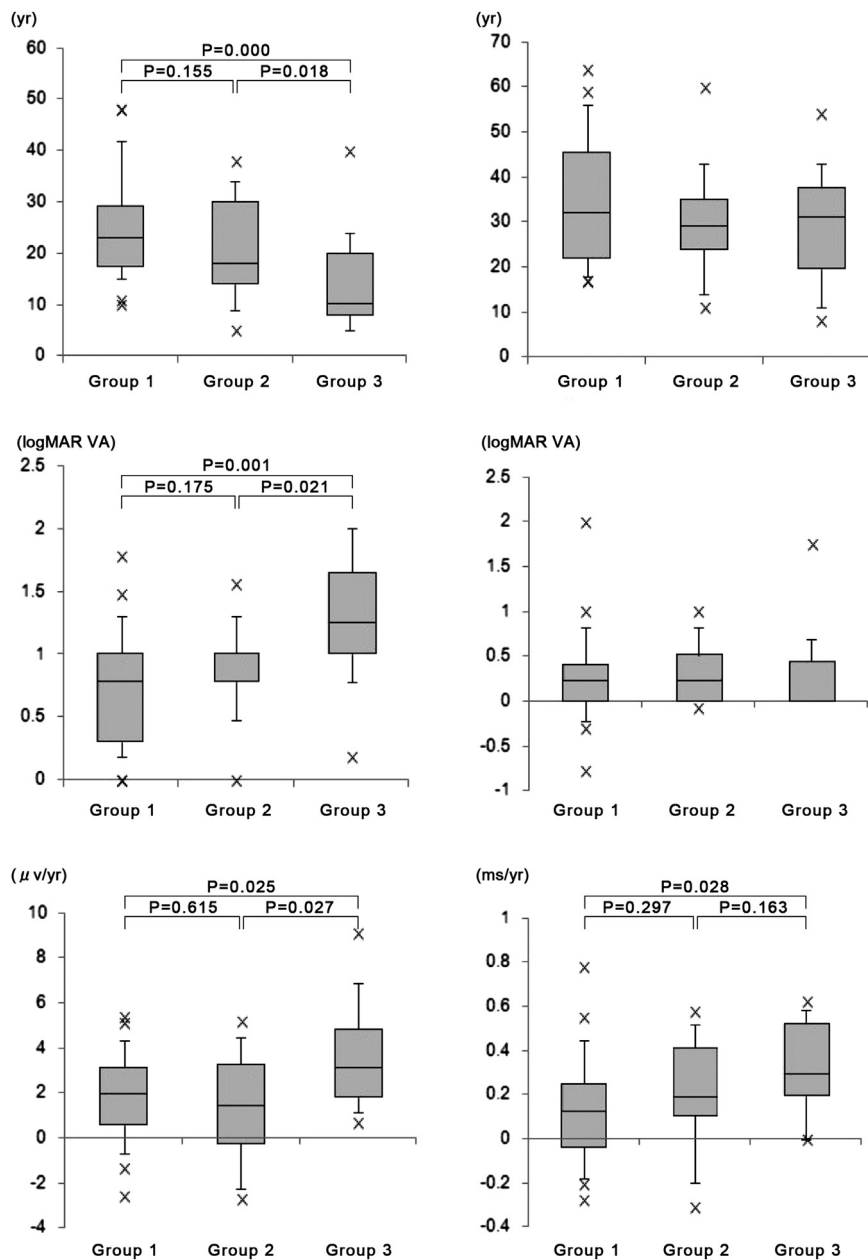 (yr)
60
50
40
30
20
10
0
P=0.000
P=0.155
P=0.018
Group 1
Group 2
Group 3
(yr)
70
60
50
40
30
20
10
0
Group 1
Group 2
Group 3
(logMAR VA)
2.5
2
1.5
1
0.5
0
P=0.001
P=0.175
P=0.021
Group 1
Group 2
Group 3
(logMAR VA)
2.5
2
1.5
1
0.5
0
-0.5
-1
Group 1
Group 2
Group 3
(μv/yr)
10
8
6
4
2
0
-2
-4
P=0.025
P=0.615
P=0.027
Group 1
Group 2
Group 3
(ms/yr)
1
0.8
0.6
0.4
0.2
0
-0.2
-0.4
P=0.028
P=0.297
P=0.163
Group 1
Group 2
Group 3